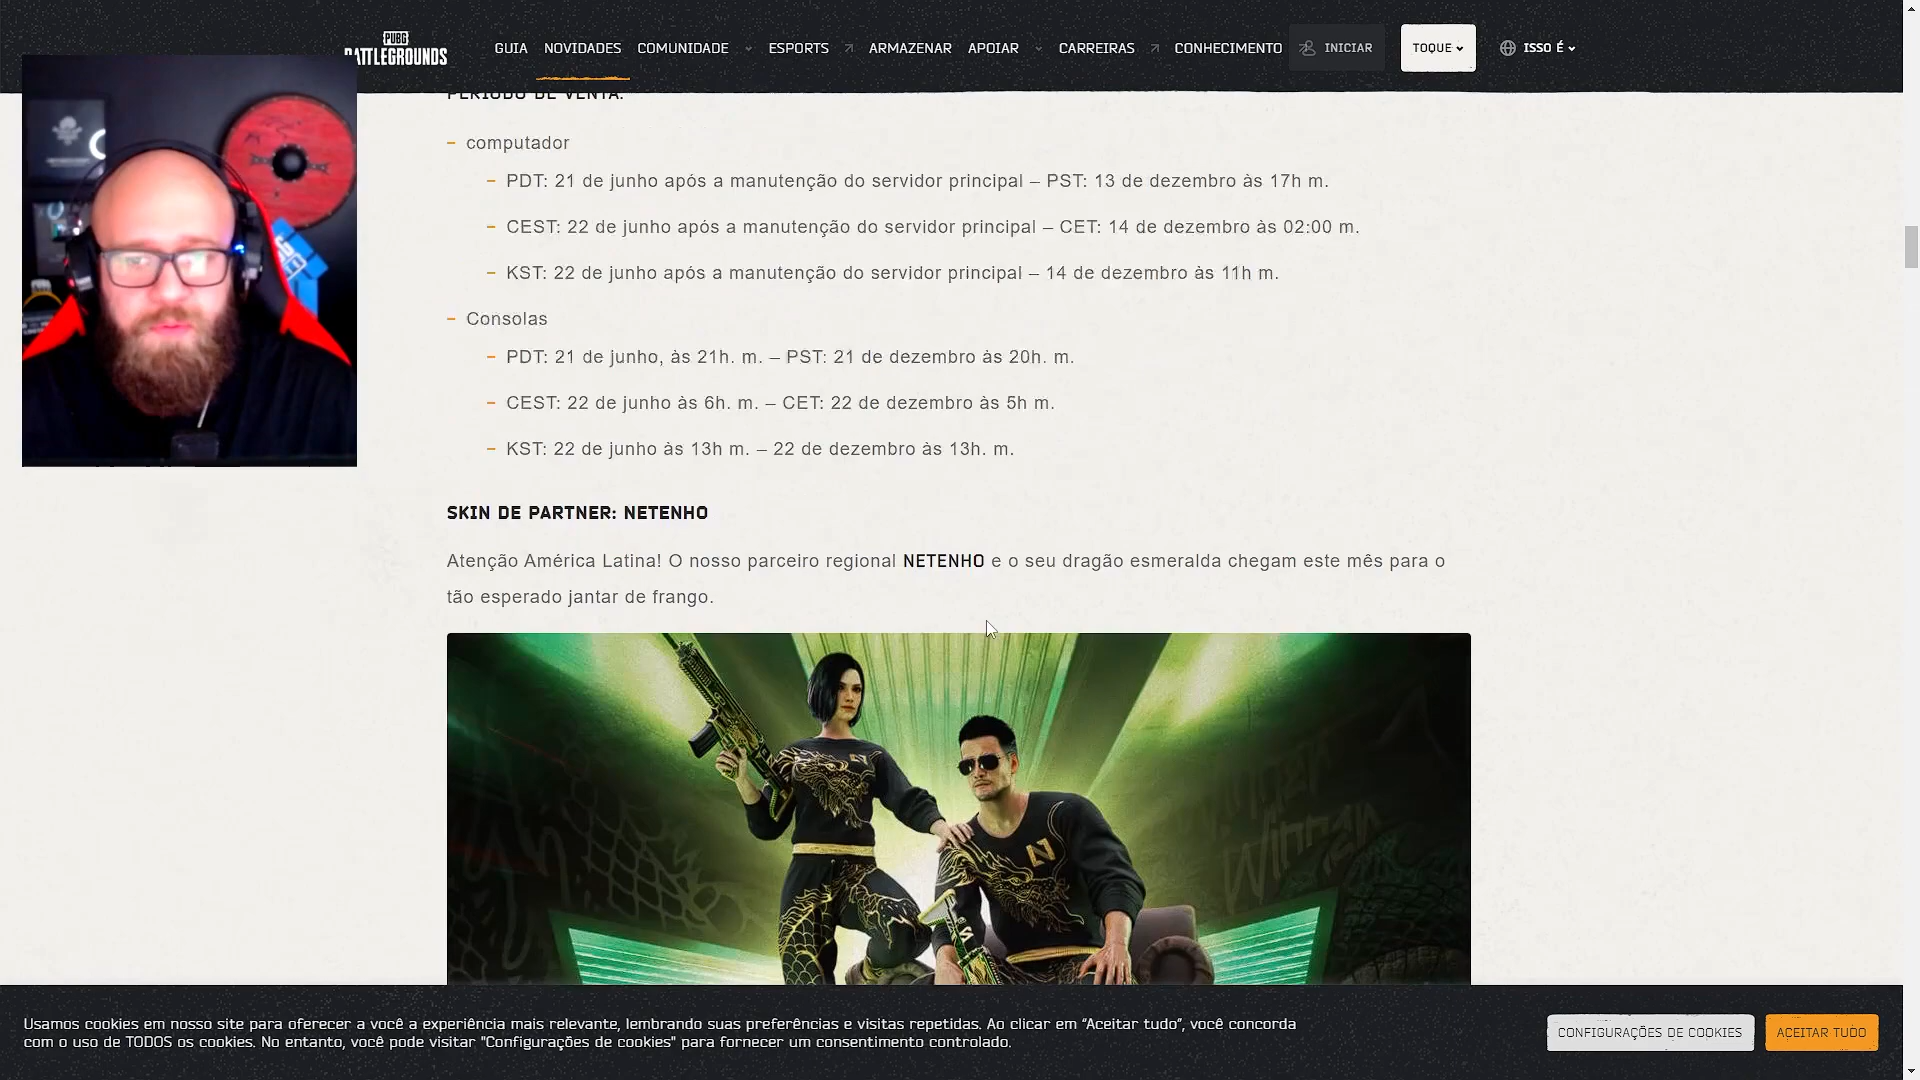 PUBG
BATTLEGROUNDS
GUIA NOVIDADES COMUNIDADE ESPORTS ARMAZENAR APOIAR CARREIRAS CONHECIMENTO INICIAR TOQUE ISSO É
PERÍODO DE VENTA:
computador
PDT: 21 de junho após a manutenção do servidor principal – PST: 13 de dezembro às 17h m.
CEST: 22 de junho após a manutenção do servidor principal – CET: 14 de dezembro às 02:00 m.
KST: 22 de junho após a manutenção do servidor principal – 14 de dezembro às 11h m.
Consolas
PDT: 21 de junho, às 21h. m. – PST: 21 de dezembro às 20h. m.
CEST: 22 de junho às 6h. m. – CET: 22 de dezembro às 5h m.
KST: 22 de junho às 13h m. – 22 de dezembro às 13h. m.
SKIN DE PARTNER: NETENHO
Atenção América Latina! O nosso parceiro regional NETENHO e o seu dragão esmeralda chegam este mês para o
tão esperado jantar de frango.
Winner
Usamos cookies em nosso site para oferecer a você a experiência mais relevante, lembrando suas preferências e visitas repetidas. Ao clicar em “Aceitar tudo”, você concorda
com o uso de TODOS os cookies. No entanto, você pode visitar "Configurações de cookies" para fornecer um consentimento controlado.
CONFIGURAÇÕES DE COOKIES
ACEITAR TUDO